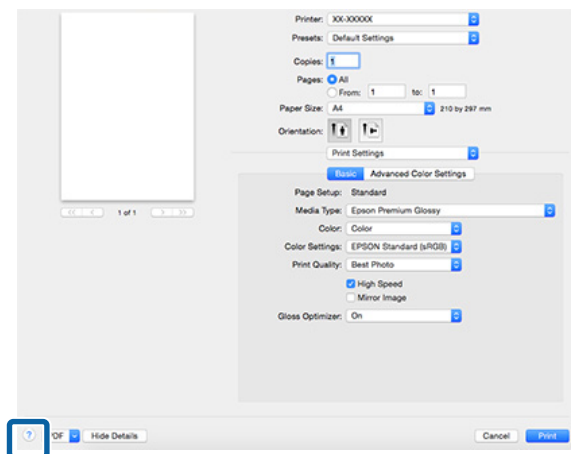 Printer: XX-XXXXX
Presets: Default Settings
Copies: 1
Pages: All
From: 1 to: 1
Paper Size: A4 210 by 297 mm
Orientation:
Print Settings
Basic Advanced Color Settings
Page Setup: Standard
1 of 1
Media Type: Epson Premium Glossy
Color: Color
Color Settings: EPSON Standard (sRGB)
Print Quality: Best Photo
High Speed
Mirror Image
Gloss Optimizer: On
? DF Hide Details Cancel Print